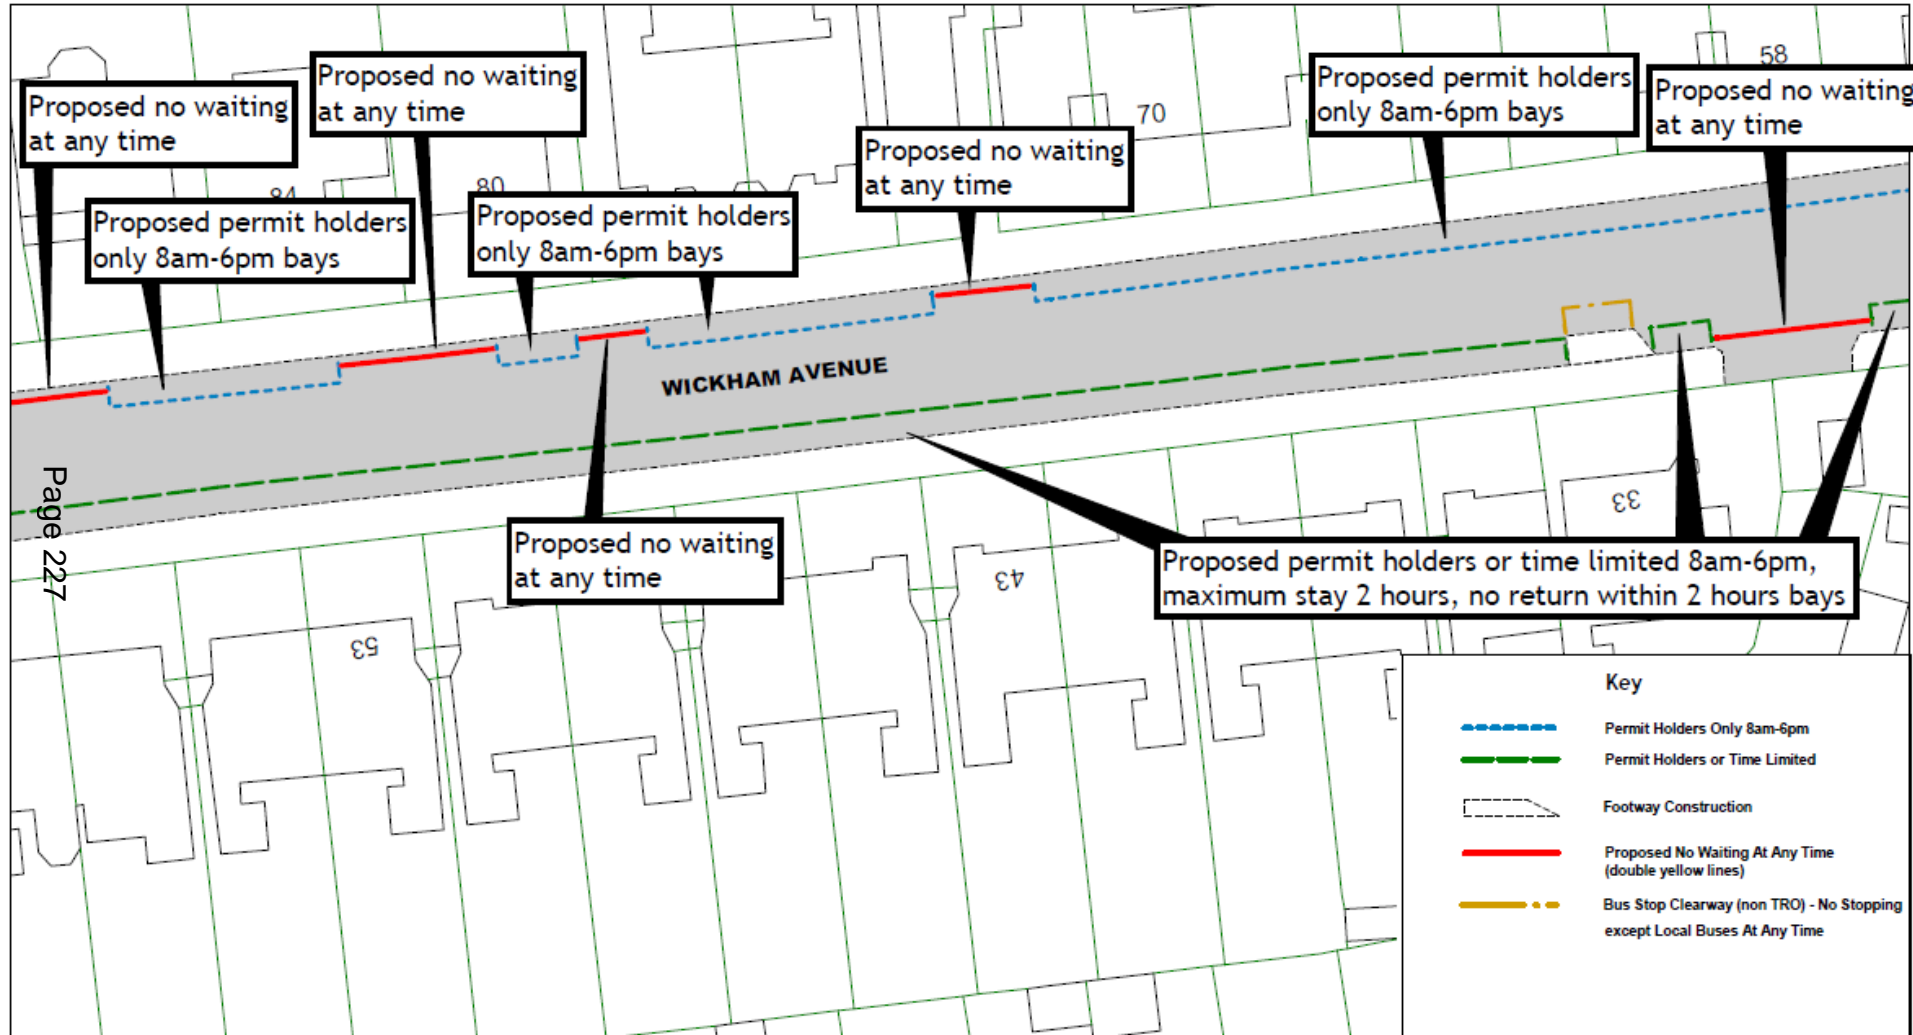 58
Proposed no waiting
at any time
Proposed no waiting
at any time
Proposed permit holders
only 8am-6pm bays
Proposed no waiting
at any time
70
Proposed no waiting
at any time
84
80
Proposed permit holders
only 8am-6pm bays
Proposed permit holders
only 8am-6pm bays
WICKHAM AVENUE
Page 227
33
Proposed no waiting
at any time
43
Proposed permit holders or time limited 8am-6pm,
maximum stay 2 hours, no return within 2 hours bays
53
Key
Permit Holders Only 8am-6pm
Permit Holders or Time Limited
Footway Construction
Proposed No Waiting At Any Time
(double yellow lines)
Bus Stop Clearway (non TRO) - No Stopping
except Local Buses At Any Time